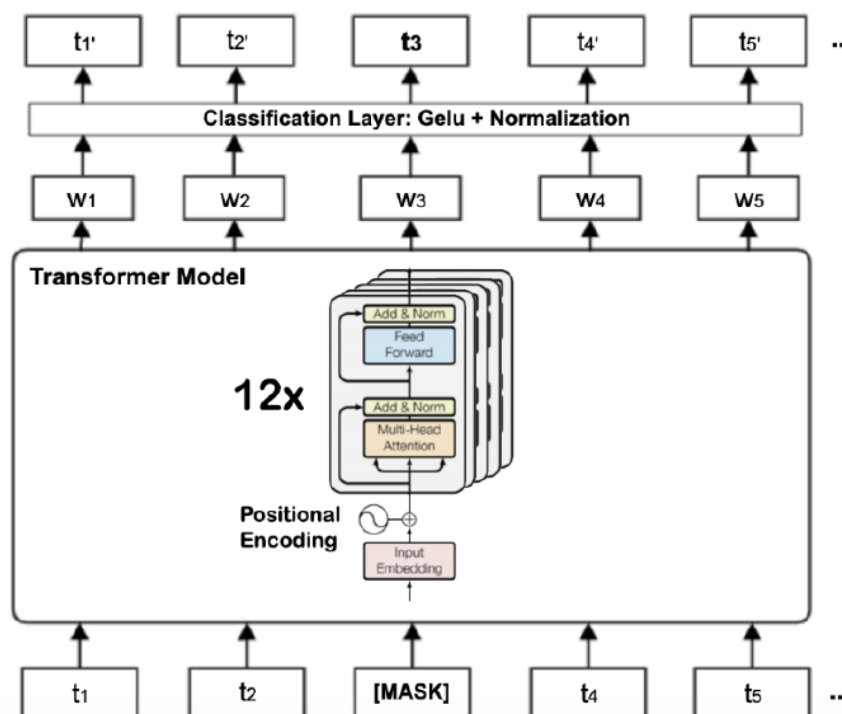 t1' t2' t3 t4' t5' ..
Classification Layer: Gelu + Normalization
w1 w2 w3 w4 w5
Transformer Model
Add & Norm
Feed
Forward
12x
Add & Norm
Multi-Head
Attention
Positional
Encoding
Input
Embedding
t1 t2 [MASK] t4 t5 ..